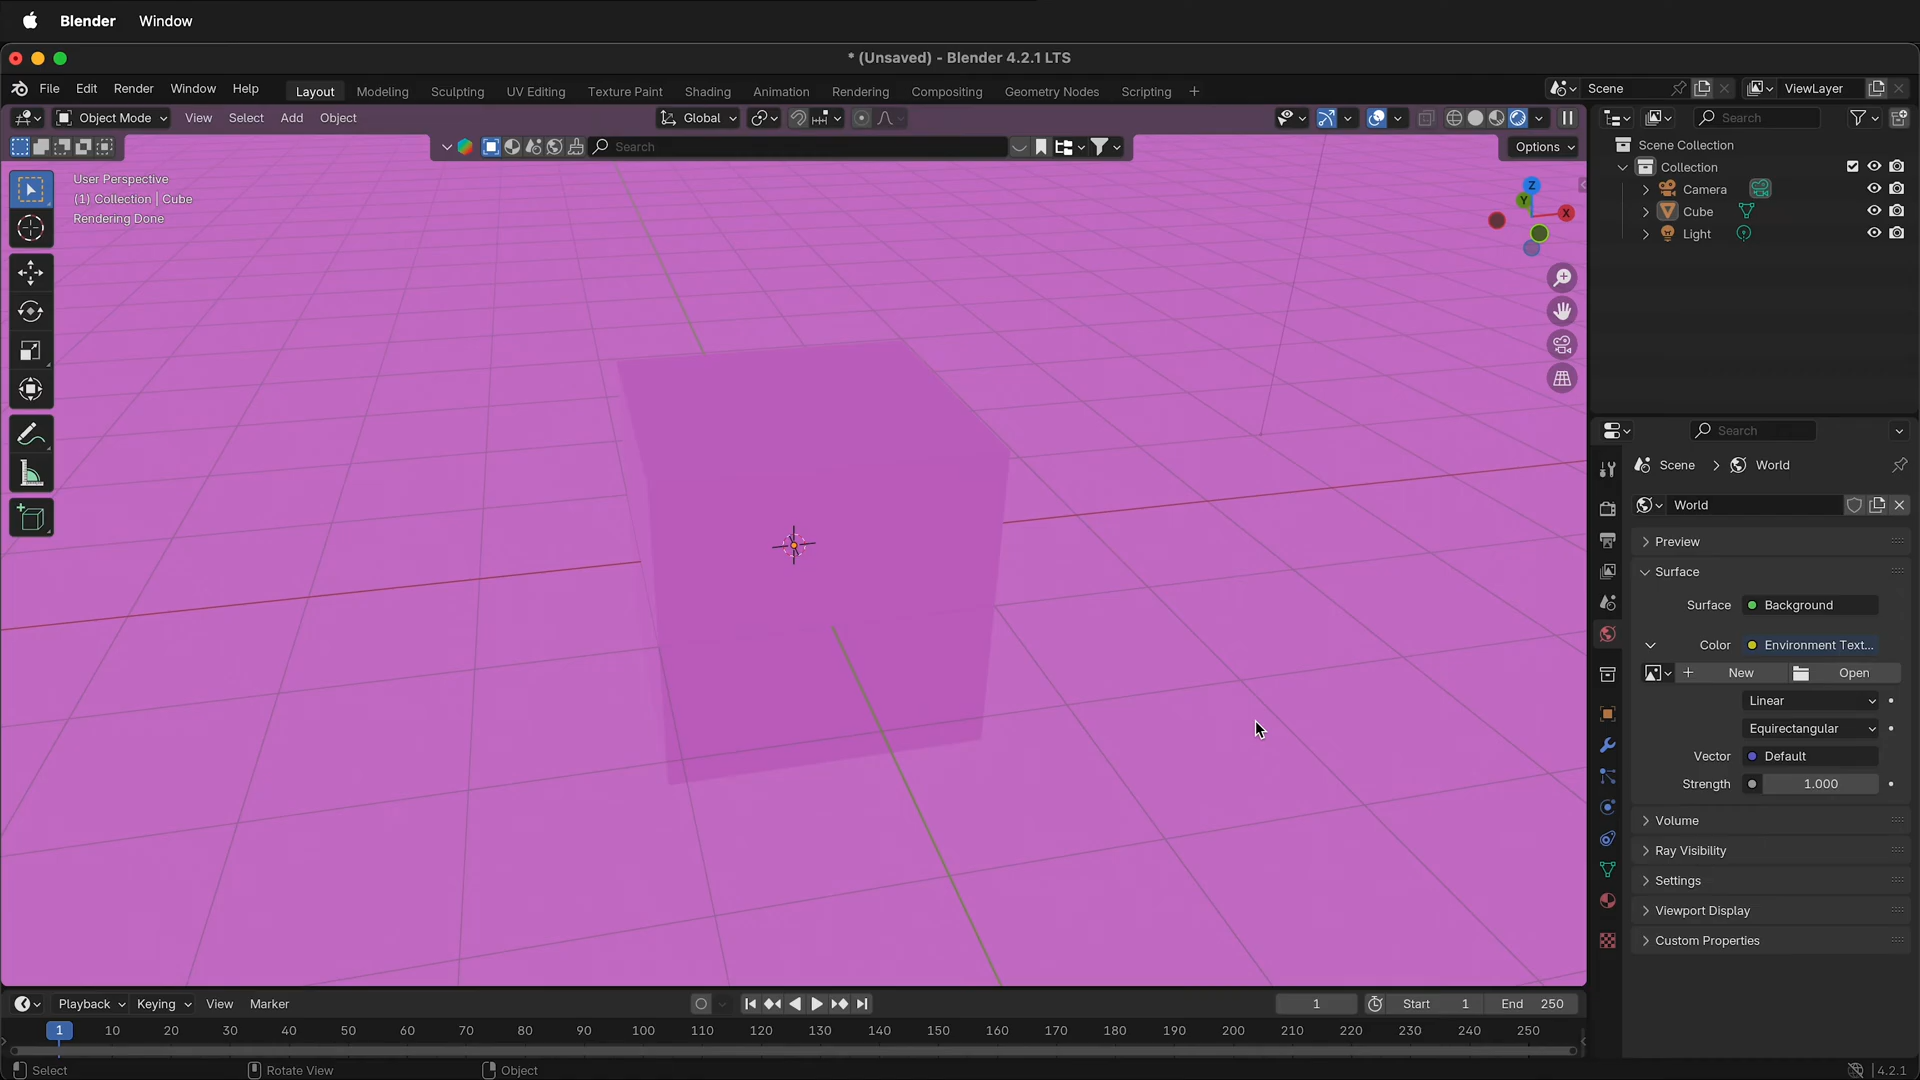 Blender Window
* (Unsaved) - Blender 4.2.1 LTS
File Edit Render Window Help Layout Modeling Sculpting UV Editing Texture Paint Shading Animation Rendering Compositing Geometry Nodes Scripting + Scene ViewLayer
Object Mode View Select Add Object Global Search
Search Options
User Perspective
(1) Collection | Cube
Rendering Done
Z
Y
X
Scene Collection
Collection
Camera
Cube
Light
Search
Scene > World
World
Preview
Surface
Surface Background
Color Environment Text...
New Open
Linear
Equirectangular
Vector Default
Strength 1.000
Volume
Ray Visibility
Settings
Viewport Display
Custom Properties
Playback Keying View Marker 1 Start 1 End 250
1 10 20 30 40 50 60 70 80 90 100 110 120 130 140 150 160 170 180 190 200 210 220 230 240 250
Select Rotate View Object 4.2.1